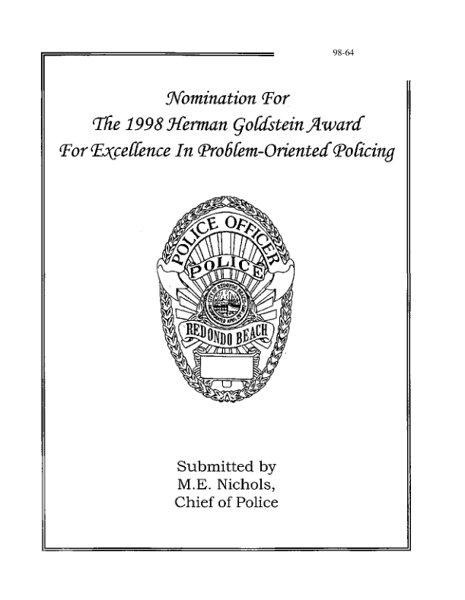 98-64
Nomination For
The 1998 Herman Goldstein Award
For Excellence In Problem-Oriented Policing
POLICE OFFICER
POLICE
REDONDO BEACH
Submitted by
M.E. Nichols,
Chief of Police